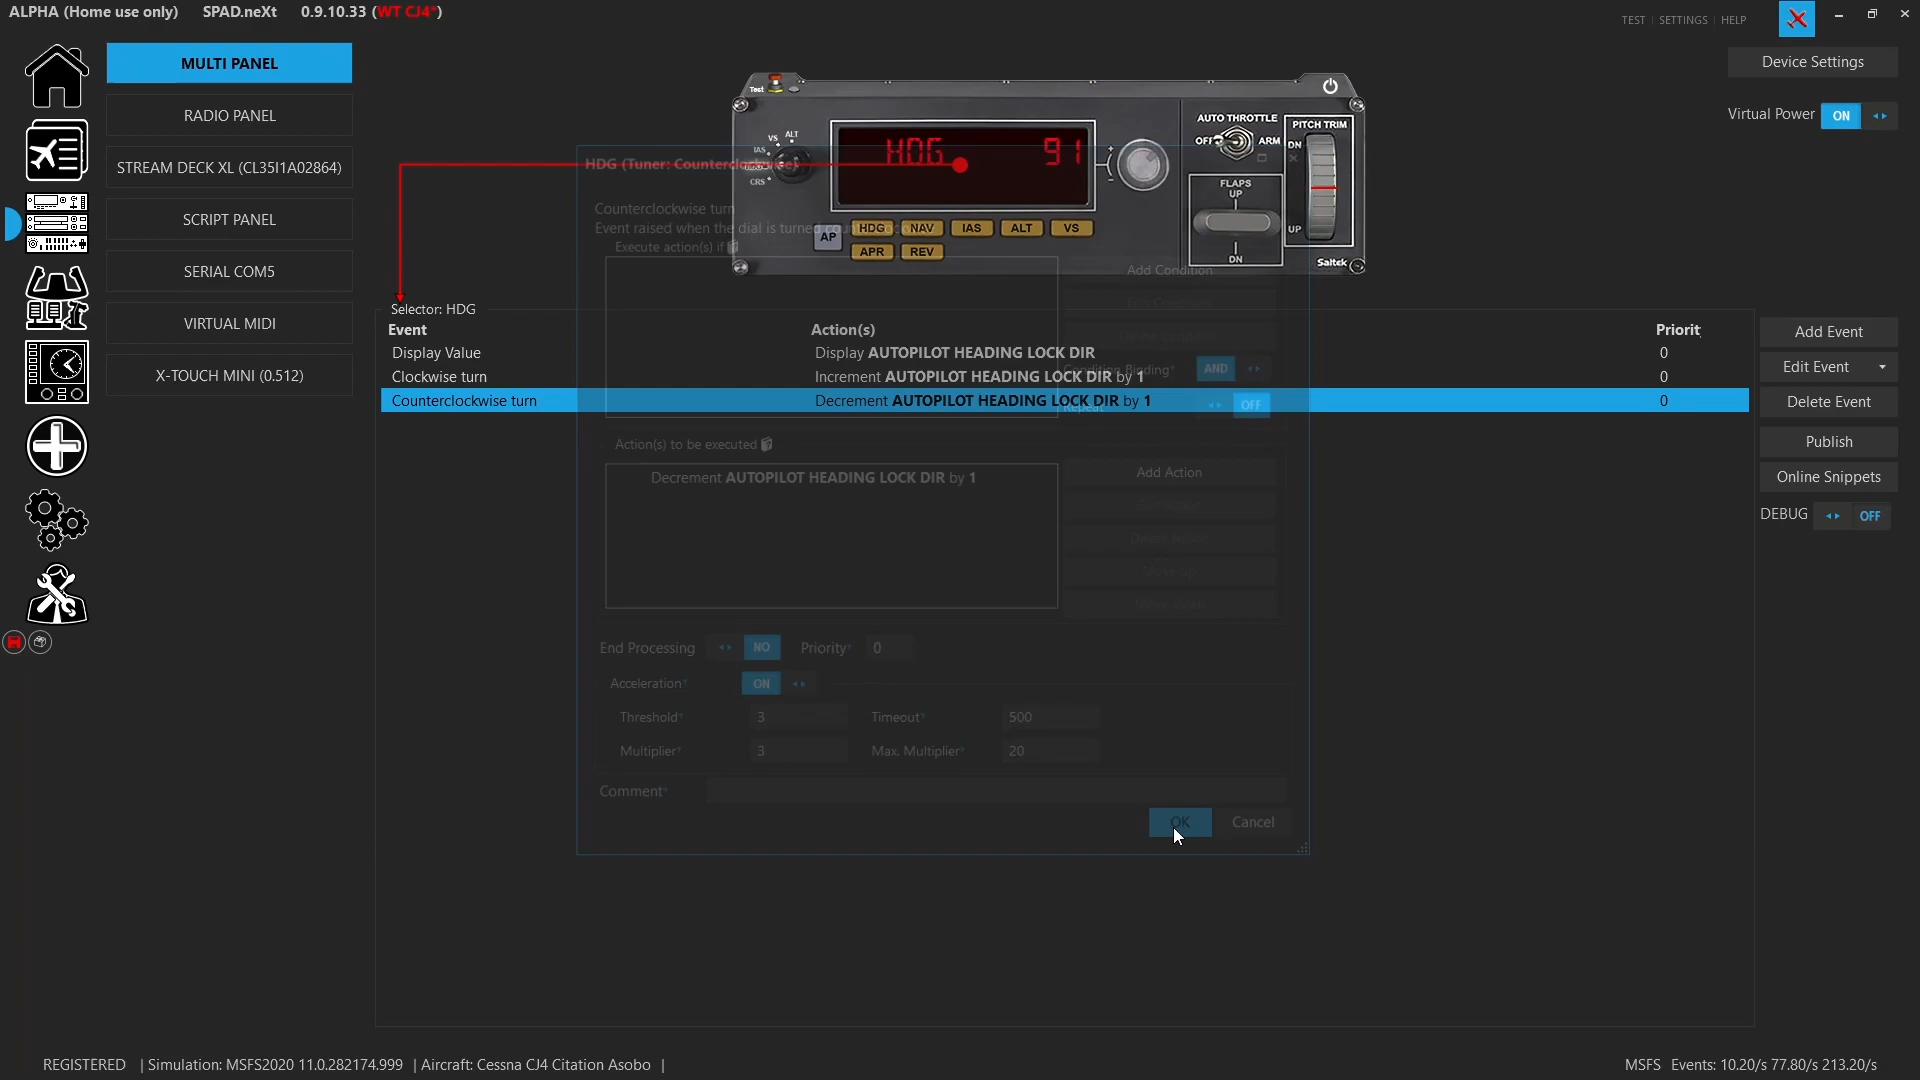 ALPHA (Home use only) SPAD.neXt 0.9.10.33 (WT CJ4*)
TEST SETTINGS HELP
MULTI PANEL
RADIO PANEL
STREAM DECK XL (CL35I1A02864)
SCRIPT PANEL
SERIAL COM5
VIRTUAL MIDI
X-TOUCH MINI (0.512)
Device Settings
Virtual Power ON
Test
VS ALT
IAS
CRS
HDG 91
AUTO THROTTLE
OFF ARM
PITCH TRIM
DN
UP
FLAPS
UP
DN
Saitek
AP HDG NAV IAS ALT VS
APR REV
HDG (Tuner: Counterclockwise)
Counterclockwise turn
Event raised when the dial is turned
Execute action(s) if
Add Condition
Condition Binding* AND
Repeat OFF
Selector: HDG
Event Action(s) Priorit
Display Value Display AUTOPILOT HEADING LOCK DIR 0
Clockwise turn Increment AUTOPILOT HEADING LOCK DIR by 1 0
Counterclockwise turn Decrement AUTOPILOT HEADING LOCK DIR by 1 0
Add Event
Edit Event
Delete Event
Publish
Online Snippets
DEBUG OFF
Action(s) to be executed
Decrement AUTOPILOT HEADING LOCK DIR by 1
Add Action
Delete Action
Move up
End Processing NO Priority* 0
Acceleration* ON
Threshold* 3 Timeout* 500
Multiplier* 3 Max. Multiplier* 20
Comment*
OK Cancel
REGISTERED | Simulation: MSFS2020 11.0.282174.999 | Aircraft: Cessna CJ4 Citation Asobo |
MSFS Events: 10.20/s 77.80/s 213.20/s